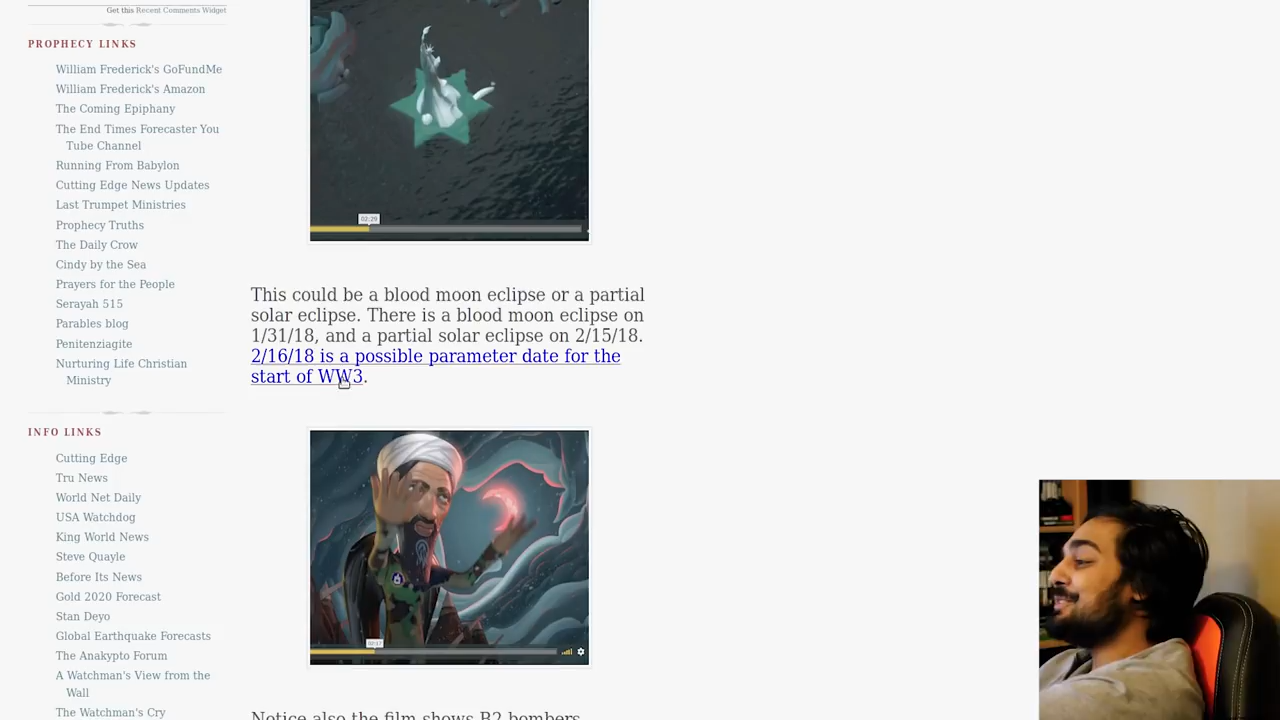 Get this Recent Comments Widget
PROPHECY LINKS
William Frederick's GoFundMe
William Frederick's Amazon
The Coming Epiphany
The End Times Forecaster You
Tube Channel
Running From Babylon
Cutting Edge News Updates
Last Trumpet Ministries
Prophecy Truths
The Daily Crow
Cindy by the Sea
Prayers for the People
Serayah 515
Parables blog
Penitenziagite
Nurturing Life Christian
Ministry
INFO LINKS
Cutting Edge
Tru News
World Net Daily
USA Watchdog
King World News
Steve Quayle
Before Its News
Gold 2020 Forecast
Stan Deyo
Global Earthquake Forecasts
The Anakypto Forum
A Watchman's View from the
Wall
The Watchman's Cry
02:29
This could be a blood moon eclipse or a partial
solar eclipse. There is a blood moon eclipse on
1/31/18, and a partial solar eclipse on 2/15/18.
2/16/18 is a possible parameter date for the
start of WW3.
Notice also the film shows B2 bombers